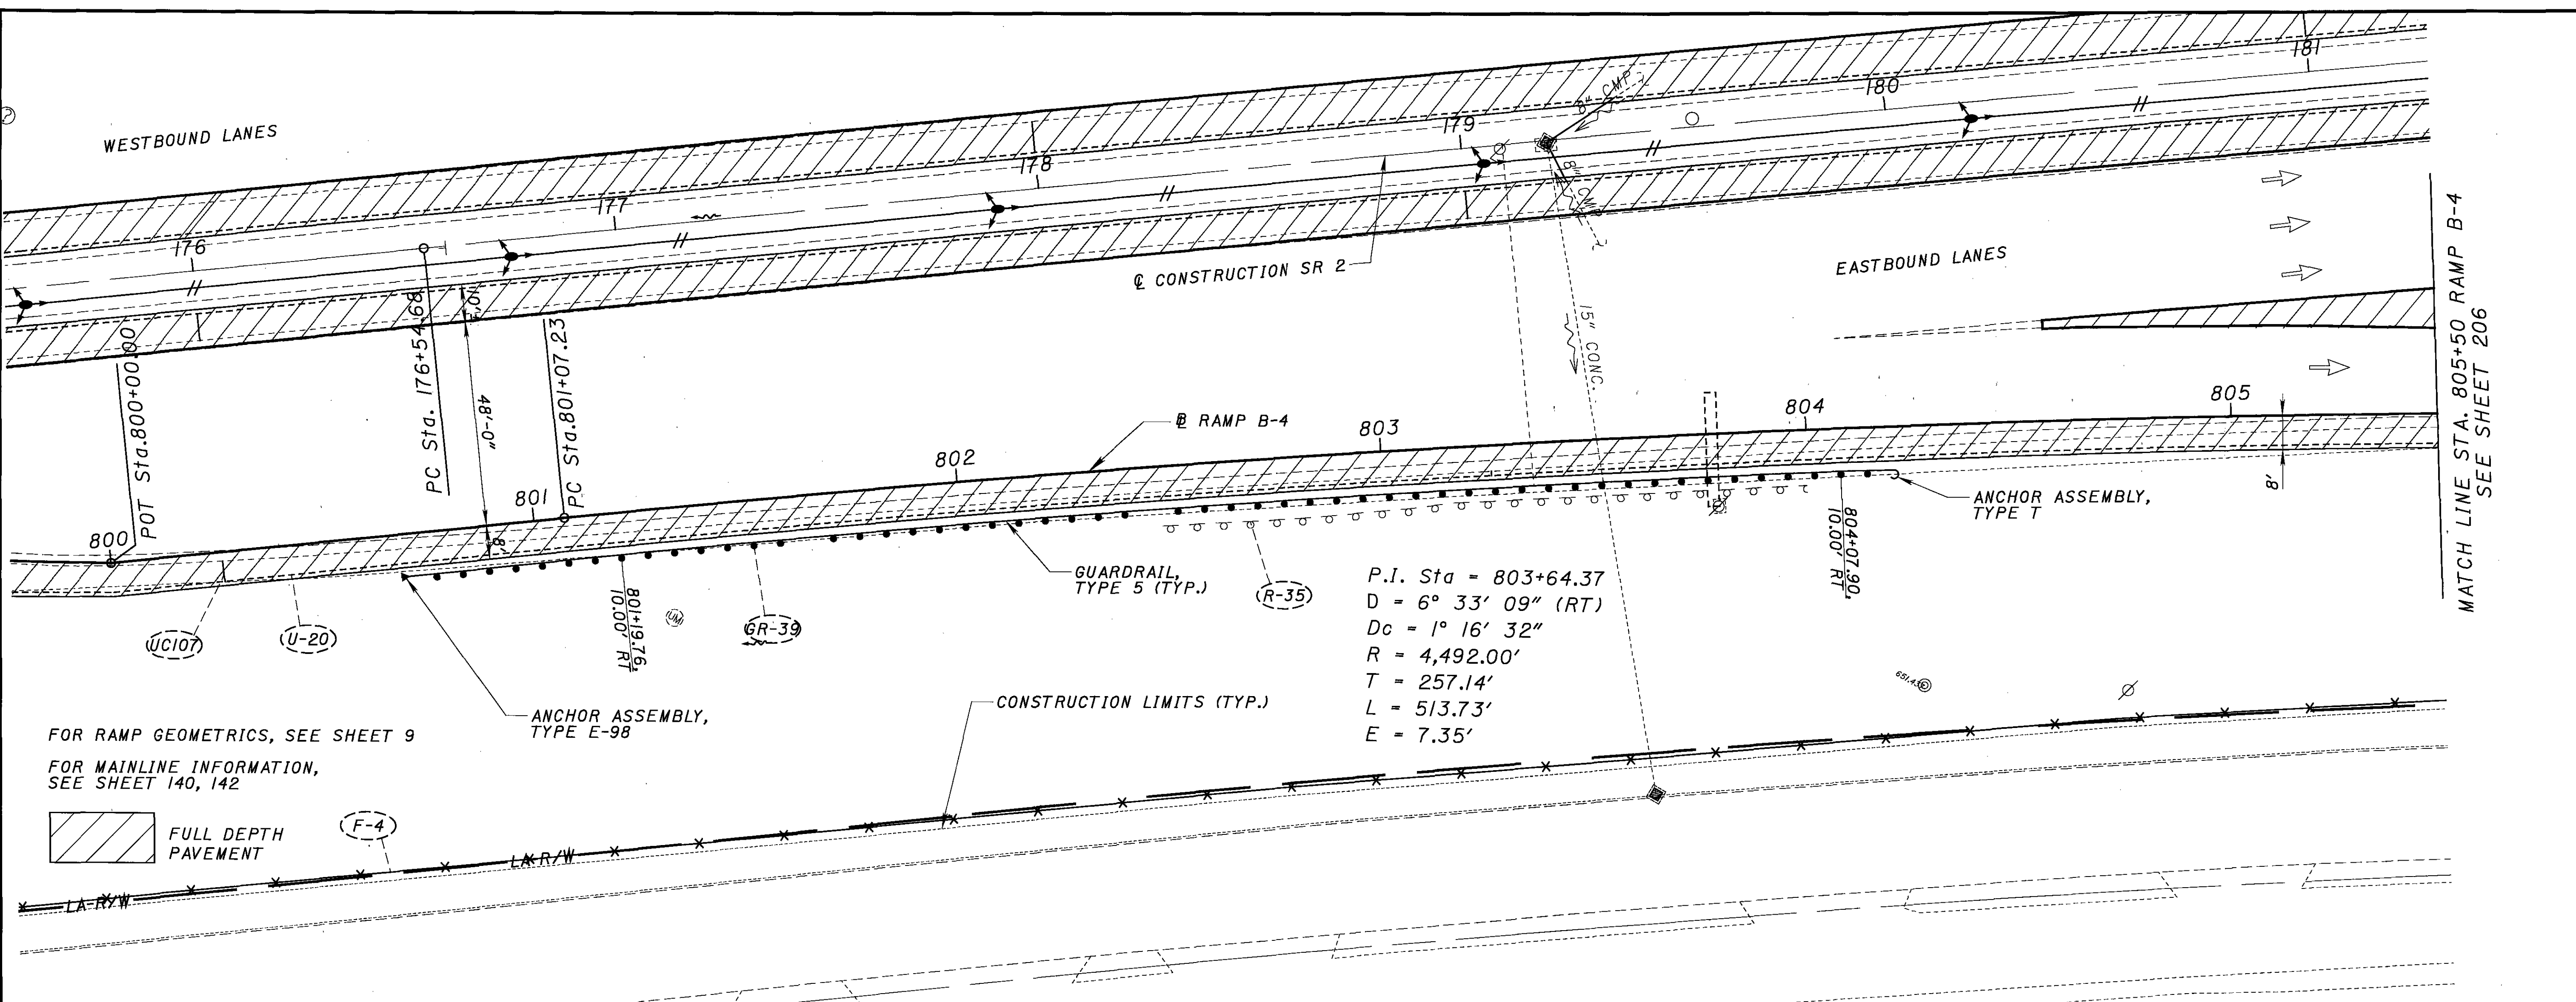 WESTBOUND LANES
176
177
178
179
180
181
8" CMP
8" CMP
15" CONC.
℄ CONSTRUCTION SR 2
EASTBOUND LANES
MATCH LINE STA. 805+50 RAMP B-4
SEE SHEET 206
POT Sta.800+00.00
PC Sta. 176+54.68
10'
48'-0"
8'
PC Sta.801+07.23
800
801
802
803
804
805
RAMP B-4
8'
ANCHOR ASSEMBLY,
TYPE T
804+07.90,
10.00' RT
GUARDRAIL,
TYPE 5 (TYP.)
R-35
UC107
U-20
801+19.76,
10.00' RT
UM
GR-39
P.I. Sta = 803+64.37
D = 6° 33' 09" (RT)
Dc = 1° 16' 32"
R = 4,492.00'
T = 257.14'
L = 513.73'
E = 7.35'
ANCHOR ASSEMBLY,
TYPE E-98
CONSTRUCTION LIMITS (TYP.)
FOR RAMP GEOMETRICS, SEE SHEET 9
FOR MAINLINE INFORMATION,
SEE SHEET 140, 142
FULL DEPTH
PAVEMENT
F-4
LA R/W
LA R/W